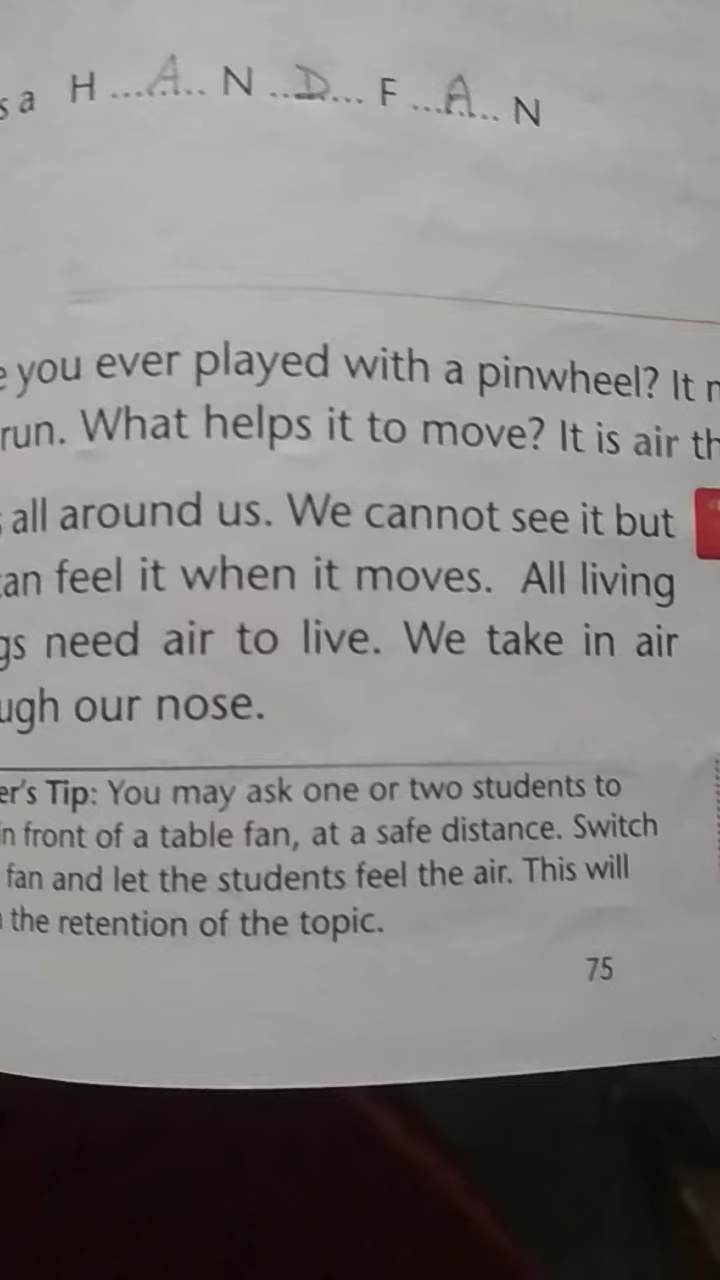 s a H ....A.. N ..D... F ...A... N
you ever played with a pinwheel? It
run. What helps it to move? It is air th
all around us. We cannot see it but
an feel it when it moves. All living
gs need air to live. We take in air
ugh our nose.
er's Tip: You may ask one or two students to
in front of a table fan, at a safe distance. Switch
fan and let the students feel the air. This will
the retention of the topic.
75